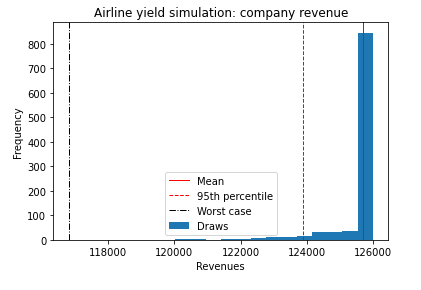 Airline yield simulation: company revenue
Frequency
800
700
600
500
400
300
200
100
0
Mean
95th percentile
Worst case
Draws
118000
120000
122000
124000
126000
Revenues